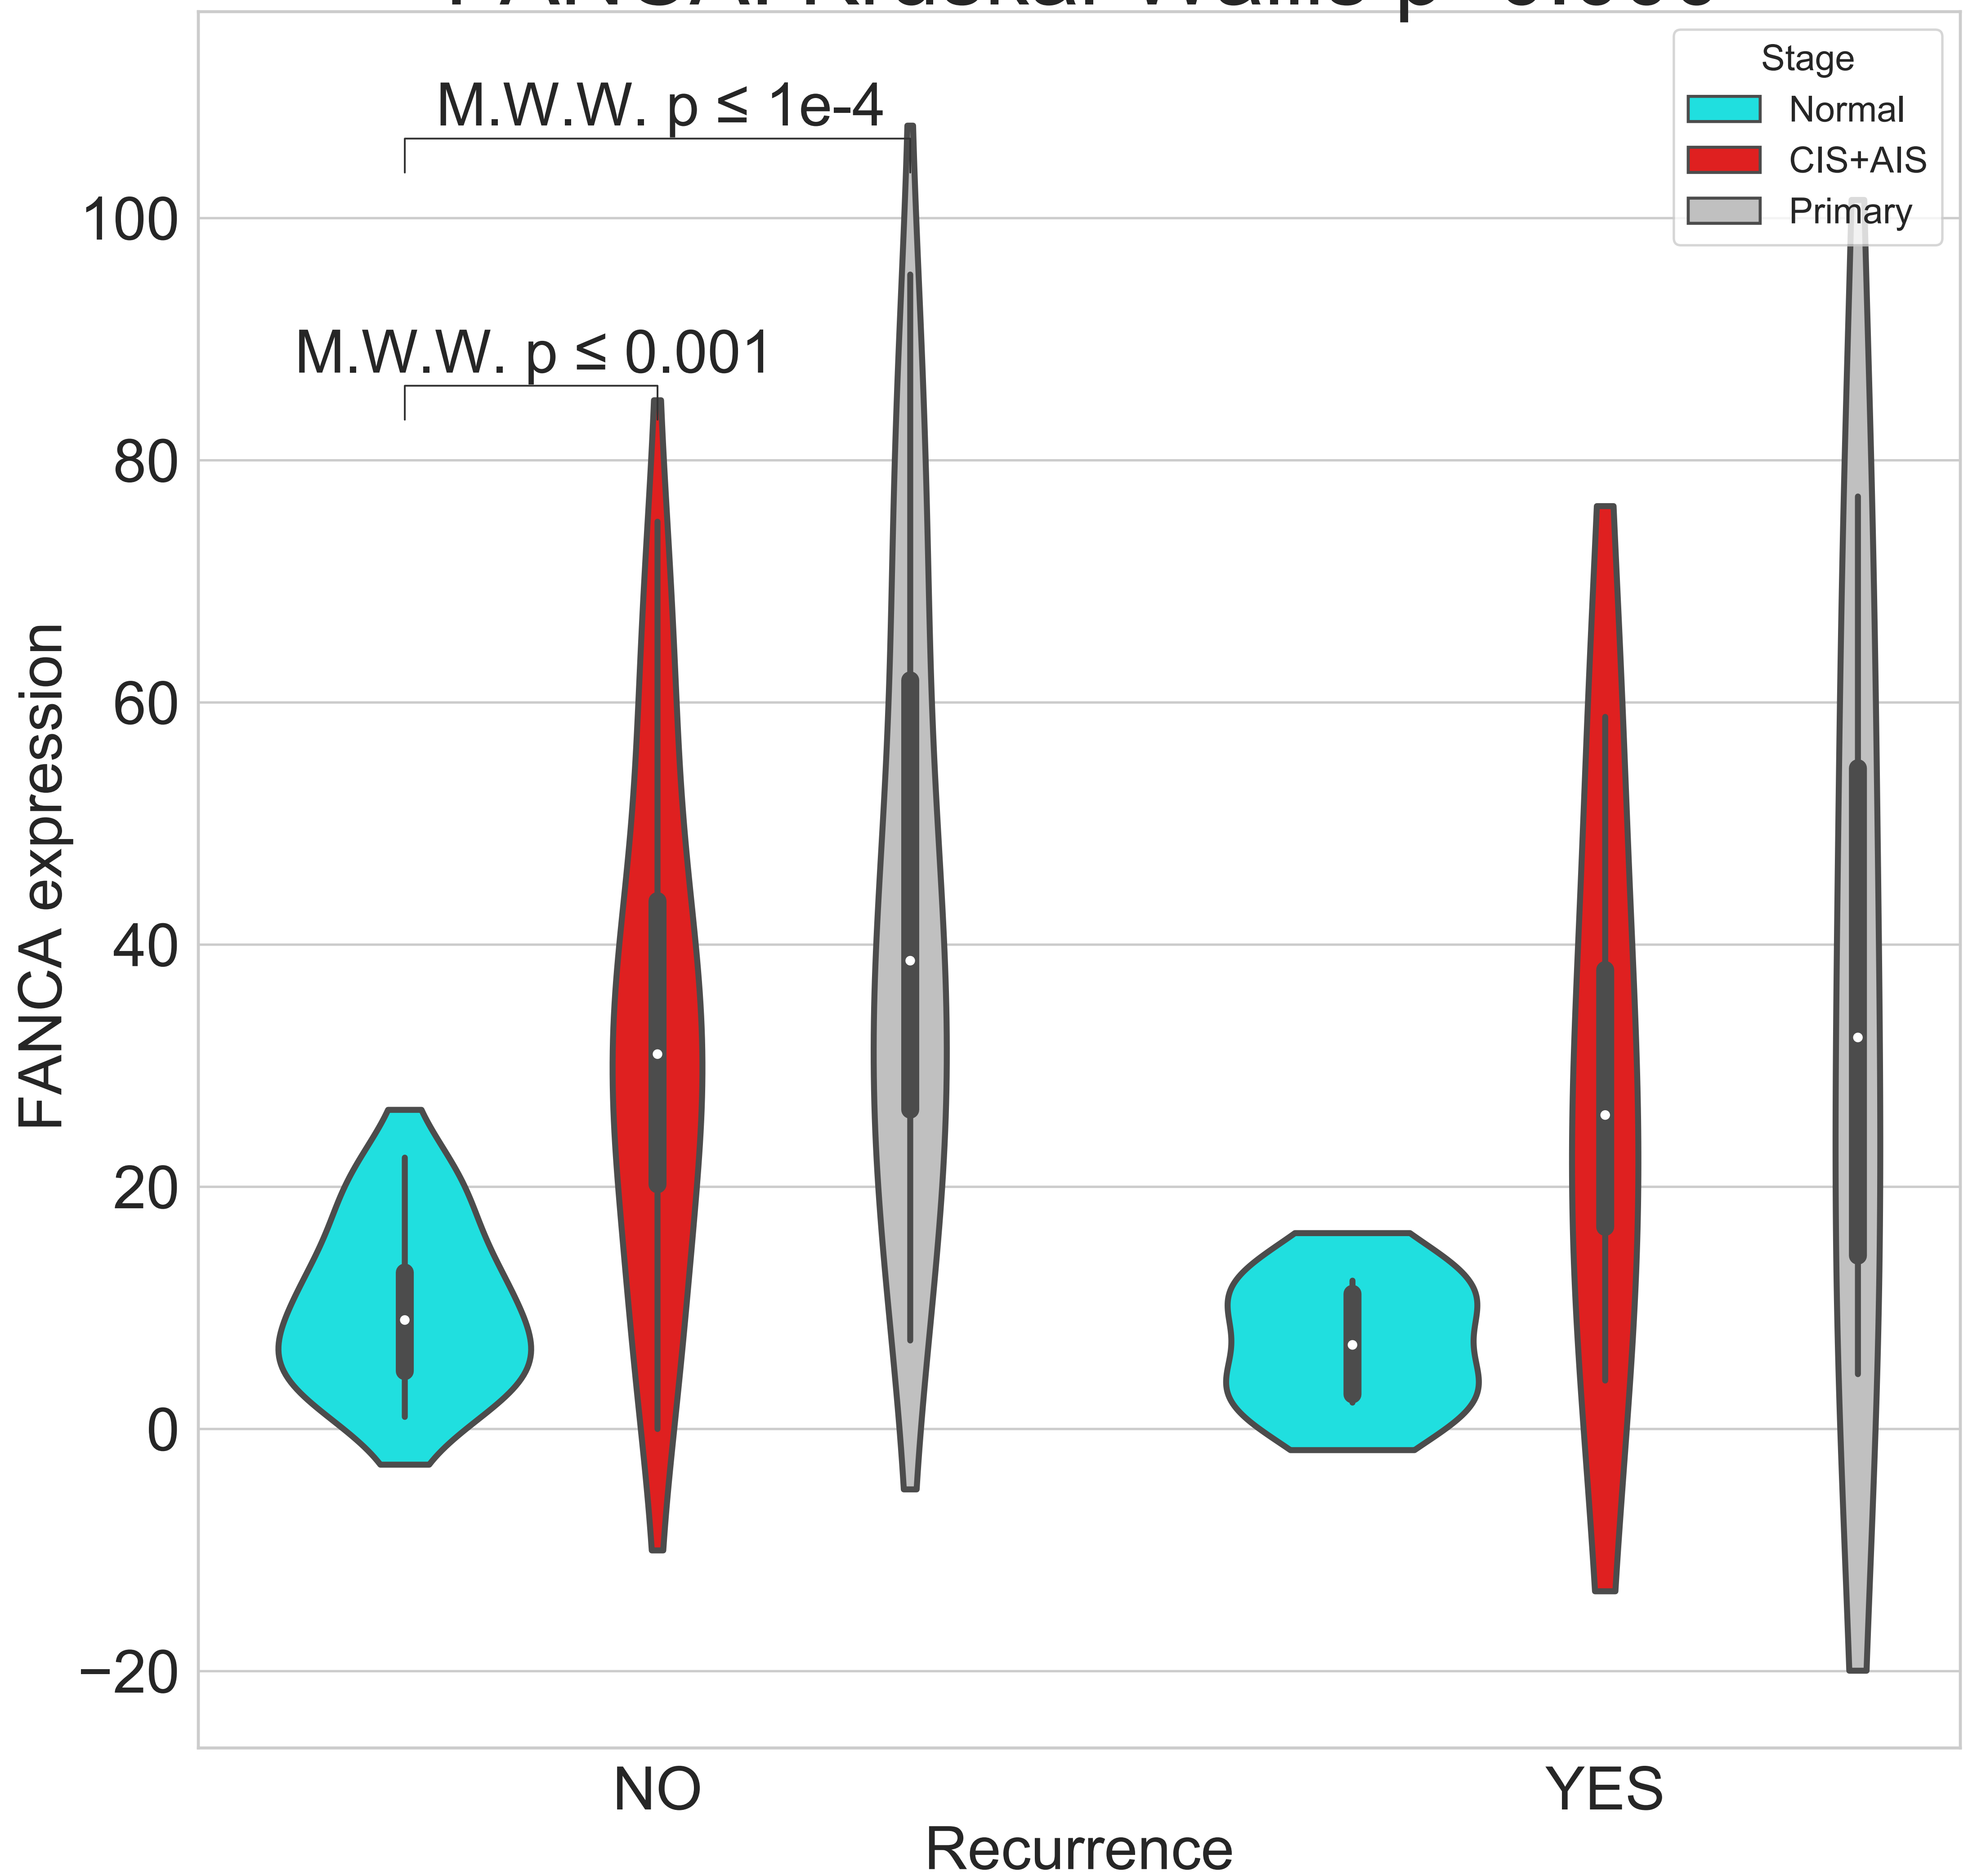 M.W.W. p ≤ 1e-4
M.W.W. p ≤ 0.001
Stage
Normal
CIS+AIS
Primary
FANCA expression
100
80
60
40
20
0
−20
NO
YES
Recurrence